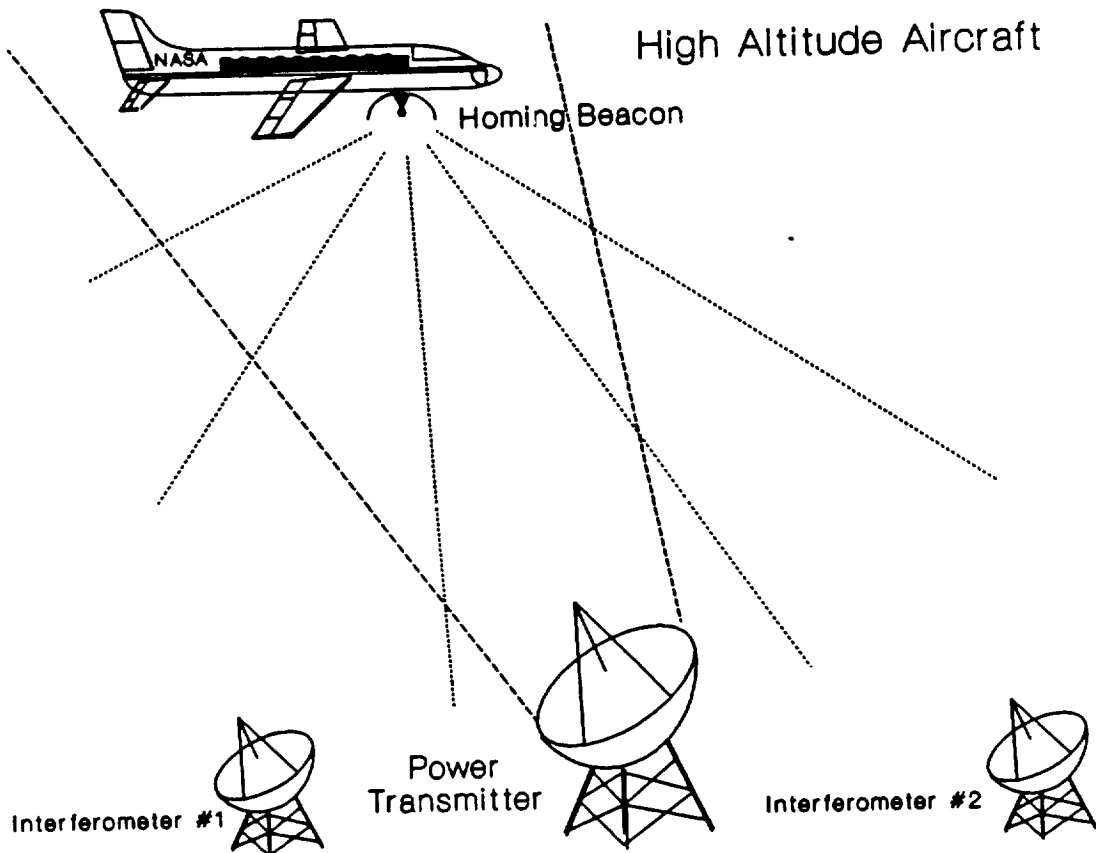 High Altitude Aircraft
NASA
Homing Beacon
Power
Transmitter
Interferometer #1
Interferometer #2